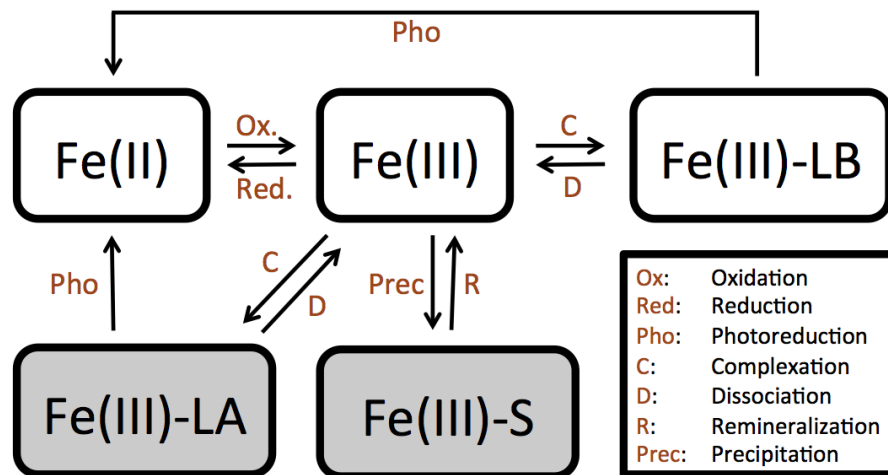 Pho
Fe(II)
Ox.
Red.
Fe(III)
C
D
Fe(III)-LB
Pho
C
D
Prec
R
Fe(III)-LA
Fe(III)-S
Ox: Oxidation
Red: Reduction
Pho: Photoreduction
C: Complexation
D: Dissociation
R: Remineralization
Prec: Precipitation